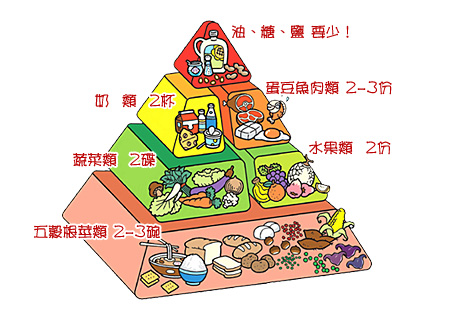 油、糖、鹽 要少！
蛋豆魚肉類 2-3份
奶 類 2杯
水果類 2份
蔬菜類 2碟
五穀根莖類 2-3碗